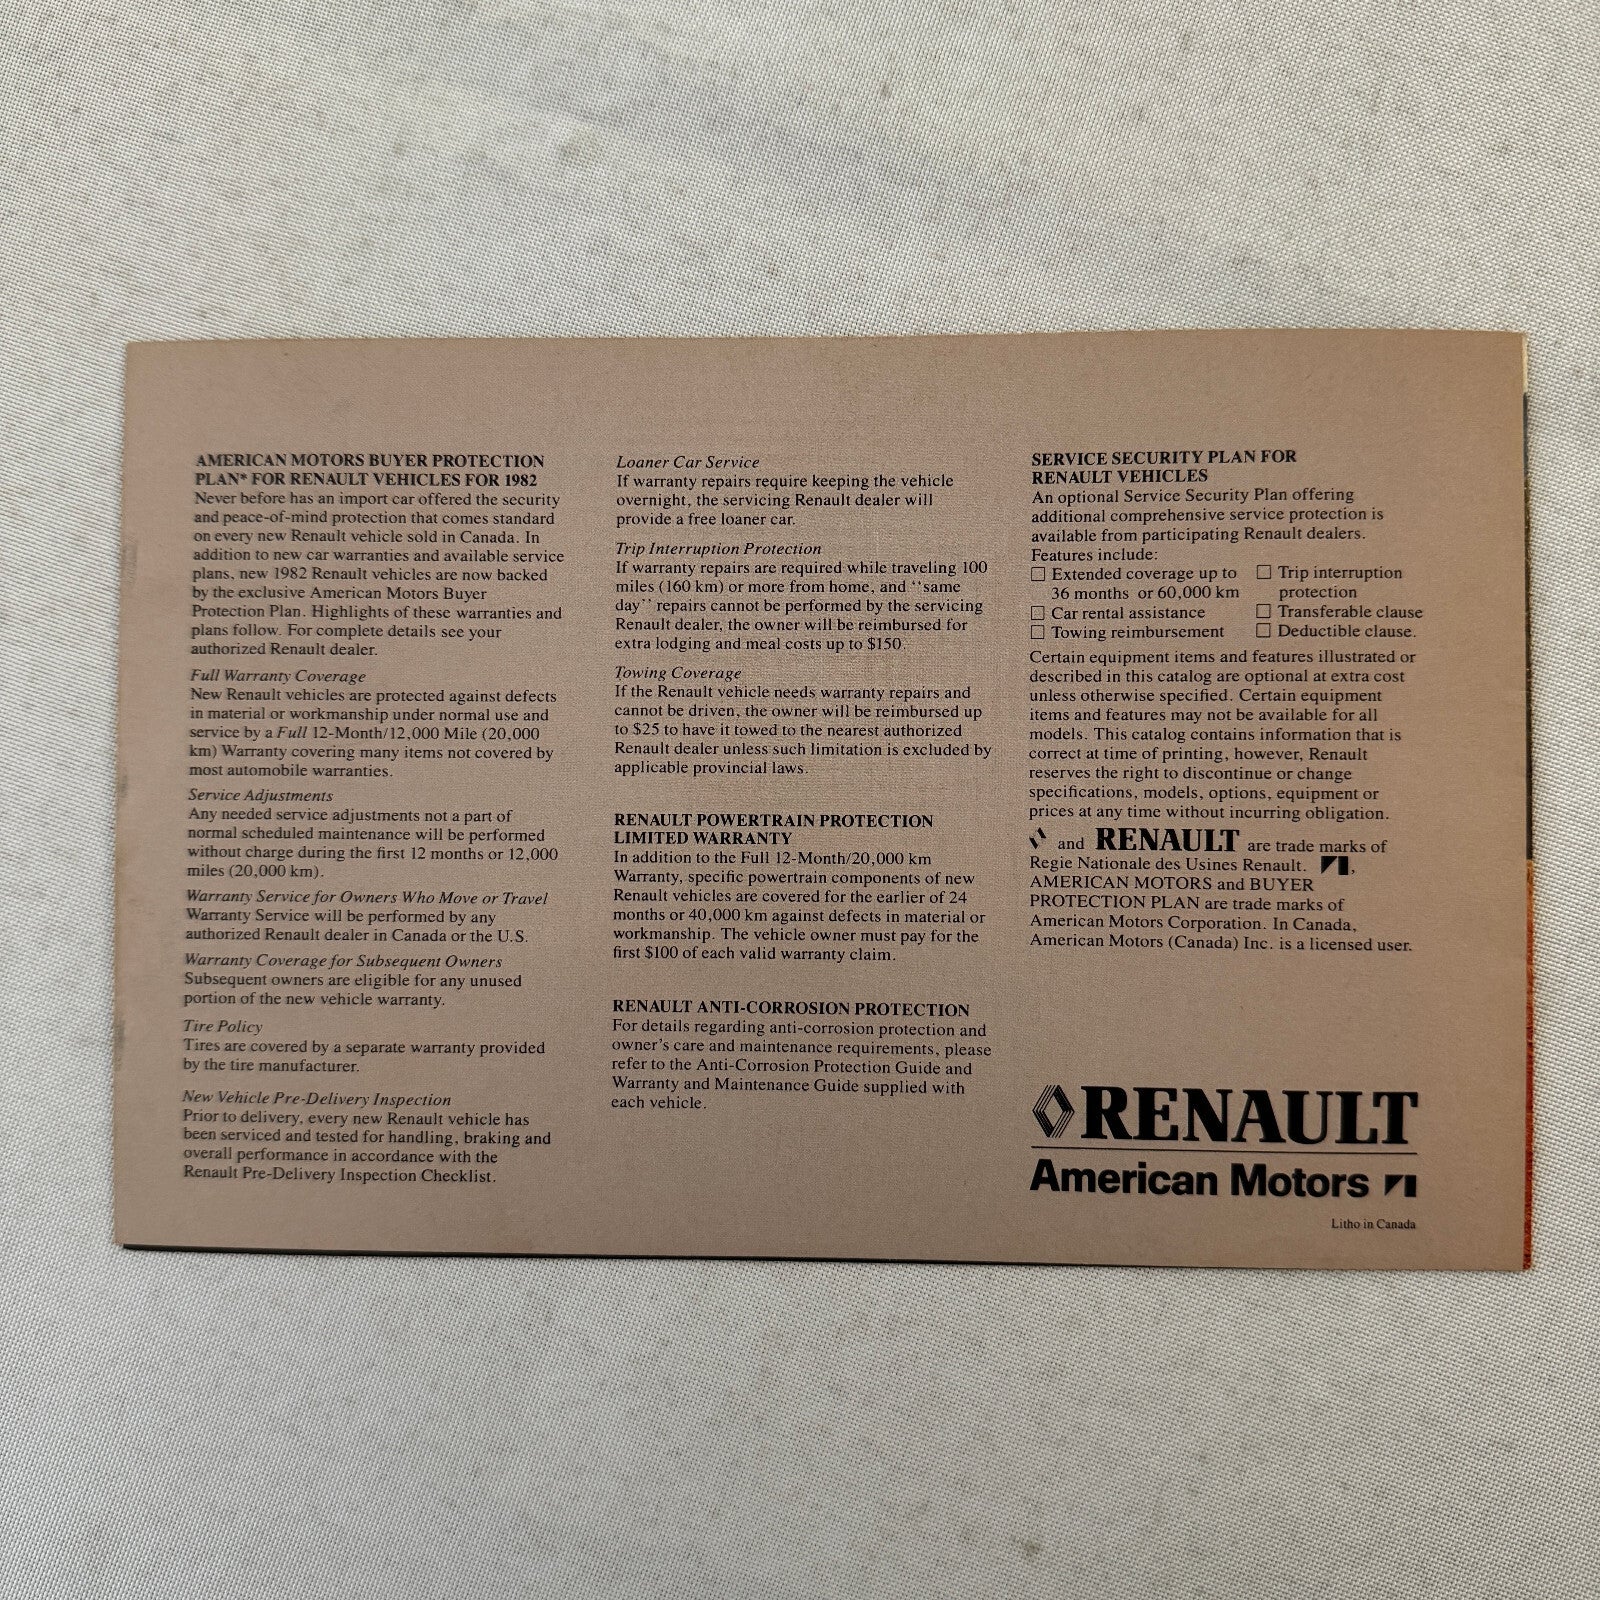 AMERICAN MOTORS BUYER PROTECTION
PLAN* FOR RENAULT VEHICLES FOR 1982
Never before has an import car offered the security
and peace-of-mind protection that comes standard
on every new Renault vehicle sold in Canada. In
addition to new car warranties and available service
plans, new 1982 Renault vehicles are now backed
by the exclusive American Motors Buyer
Protection Plan. Highlights of these warranties and
plans follow. For complete details see your
authorized Renault dealer.
Full Warranty Coverage
New Renault vehicles are protected against defects
in material or workmanship under normal use and
service by a Full 12-Month/12,000 Mile (20,000
km) Warranty covering many items not covered by
most automobile warranties.
Service Adjustments
Any needed service adjustments not a part of
normal scheduled maintenance will be performed
without charge during the first 12 months or 12,000
miles (20,000 km).
Warranty Service for Owners Who Move or Travel
Warranty Service will be performed by any
authorized Renault dealer in Canada or the U.S.
Warranty Coverage for Subsequent Owners
Subsequent owners are eligible for any unused
portion of the new vehicle warranty.
Tire Policy
Tires are covered by a separate warranty provided
by the tire manufacturer.
New Vehicle Pre-Delivery Inspection
Prior to delivery, every new Renault vehicle has
been serviced and tested for handling, braking and
overall performance in accordance with the
Renault Pre-Delivery Inspection Checklist.
Loaner Car Service
If warranty repairs require keeping the vehicle
overnight, the servicing Renault dealer will
provide a free loaner car.
Trip Interruption Protection
If warranty repairs are required while traveling 100
miles (160 km) or more from home, and "same
day" repairs cannot be performed by the servicing
Renault dealer, the owner will be reimbursed for
extra lodging and meal costs up to $150.
Towing Coverage
If the Renault vehicle needs warranty repairs and
cannot be driven, the owner will be reimbursed up
to $25 to have it towed to the nearest authorized
Renault dealer unless such limitation is excluded by
applicable provincial laws.
RENAULT POWERTRAIN PROTECTION
LIMITED WARRANTY
In addition to the Full 12-Month/20,000 km
Warranty, specific powertrain components of new
Renault vehicles are covered for the earlier of 24
months or 40,000 km against defects in material or
workmanship. The vehicle owner must pay for the
first $100 of each valid warranty claim.
RENAULT ANTI-CORROSION PROTECTION
For details regarding anti-corrosion protection and
owner's care and maintenance requirements, please
refer to the Anti-Corrosion Protection Guide and
Warranty and Maintenance Guide supplied with
each vehicle.
SERVICE SECURITY PLAN FOR
RENAULT VEHICLES
An optional Service Security Plan offering
additional comprehensive service protection is
available from participating Renault dealers.
Features include:
□ Extended coverage up to
36 months or 60,000 km
□ Car rental assistance
□ Towing reimbursement
□ Trip interruption
protection
□ Transferable clause
□ Deductible clause.
Certain equipment items and features illustrated or
described in this catalog are optional at extra cost
unless otherwise specified. Certain equipment
items and features may not be available for all
models. This catalog contains information that is
correct at time of printing, however, Renault
reserves the right to discontinue or change
specifications, models, options, equipment or
prices at any time without incurring obligation.
and RENAULT are trade marks of
Regie Nationale des Usines Renault. ,
AMERICAN MOTORS and BUYER
PROTECTION PLAN are trade marks of
American Motors Corporation. In Canada,
American Motors (Canada) Inc. is a licensed user.
RENAULT
American Motors
Litho in Canada